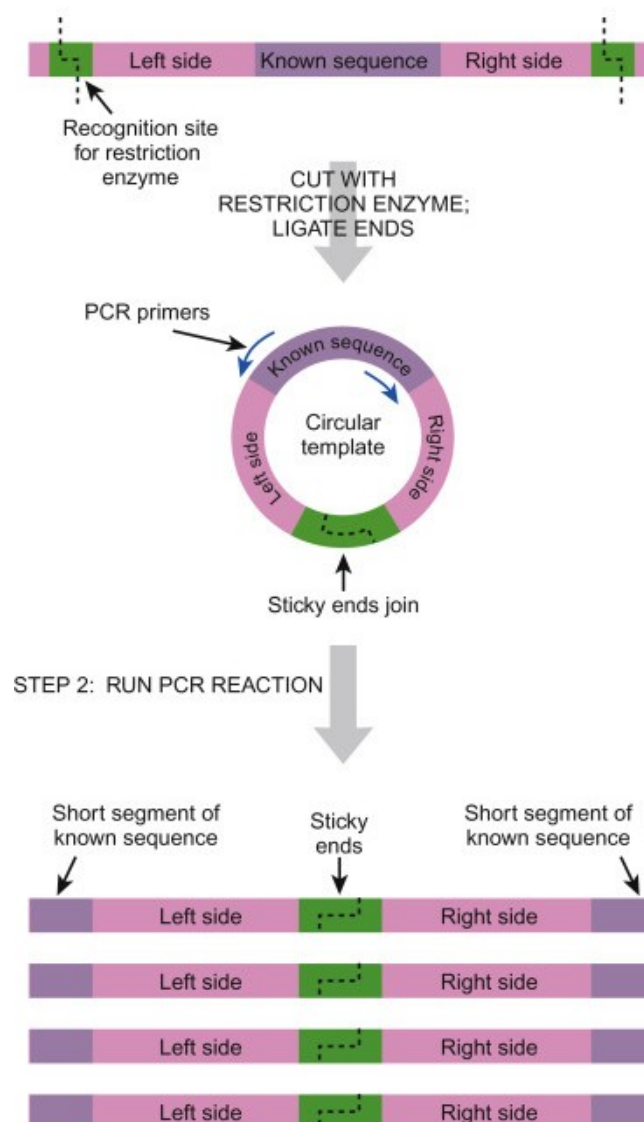 Left side Known sequence Right side
Recognition site
for restriction
enzyme
CUT WITH
RESTRICTION ENZYME;
LIGATE ENDS
PCR primers
Known sequence
Circular
template
Left side
Right side
Sticky ends join
STEP 2: RUN PCR REACTION
Short segment of
known sequence
Sticky
ends
Short segment of
known sequence
Left side Right side
Left side Right side
Left side Right side
Left side Right side